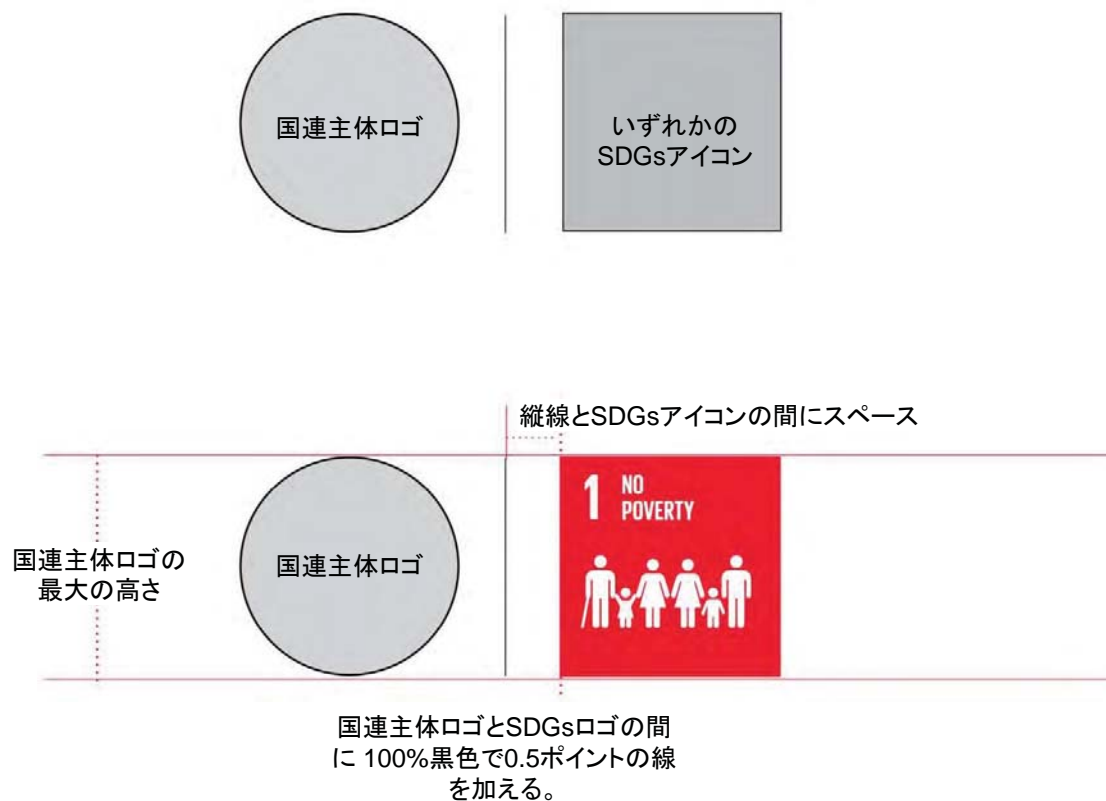 国連主体ロゴ
いずれかの
SDGsアイコン
縦線とSDGsアイコンの間にスペース
1 NO
POVERTY
国連主体ロゴの
最大の高さ
国連主体ロゴ
国連主体ロゴとSDGsロゴの間
に 100%黒色で0.5ポイントの線
を加える。